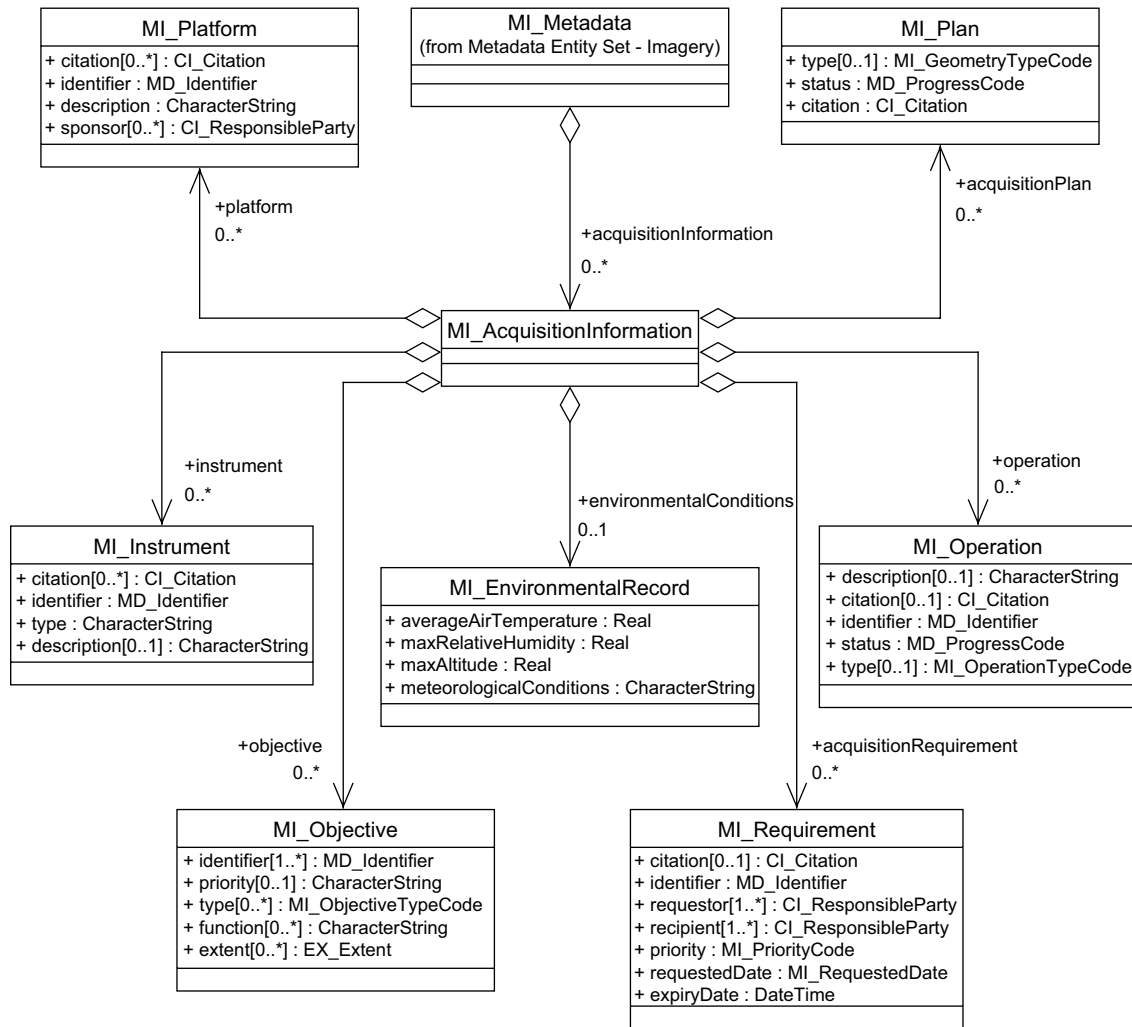 MI_Platform
+ citation[0..*] : CI_Citation
+ identifier : MD_Identifier
+ description : CharacterString
+ sponsor[0..*] : CI_ResponsibleParty
MI_Metadata
(from Metadata Entity Set - Imagery)
MI_Plan
+ type[0..1] : MI_GeometryTypeCode
+ status : MD_ProgressCode
+ citation : CI_Citation
+platform
0..*
+acquisitionInformation
0..*
+acquisitionPlan
0..*
MI_AcquisitionInformation
+instrument
0..*
+environmentalConditions
0..1
+operation
0..*
MI_Instrument
+ citation[0..*] : CI_Citation
+ identifier : MD_Identifier
+ type : CharacterString
+ description[0..1] : CharacterString
MI_EnvironmentalRecord
+ averageAirTemperature : Real
+ maxRelativeHumidity : Real
+ maxAltitude : Real
+ meteorologicalConditions : CharacterString
MI_Operation
+ description[0..1] : CharacterString
+ citation[0..1] : CI_Citation
+ identifier : MD_Identifier
+ status : MD_ProgressCode
+ type[0..1] : MI_OperationTypeCode
+objective
0..*
+acquisitionRequirement
0..*
MI_Objective
+ identifier[1..*] : MD_Identifier
+ priority[0..1] : CharacterString
+ type[0..*] : MI_ObjectiveTypeCode
+ function[0..*] : CharacterString
+ extent[0..*] : EX_Extent
MI_Requirement
+ citation[0..1] : CI_Citation
+ identifier : MD_Identifier
+ requestor[1..*] : CI_ResponsibleParty
+ recipient[1..*] : CI_ResponsibleParty
+ priority : MI_PriorityCode
+ requestedDate : MI_RequestedDate
+ expiryDate : DateTime